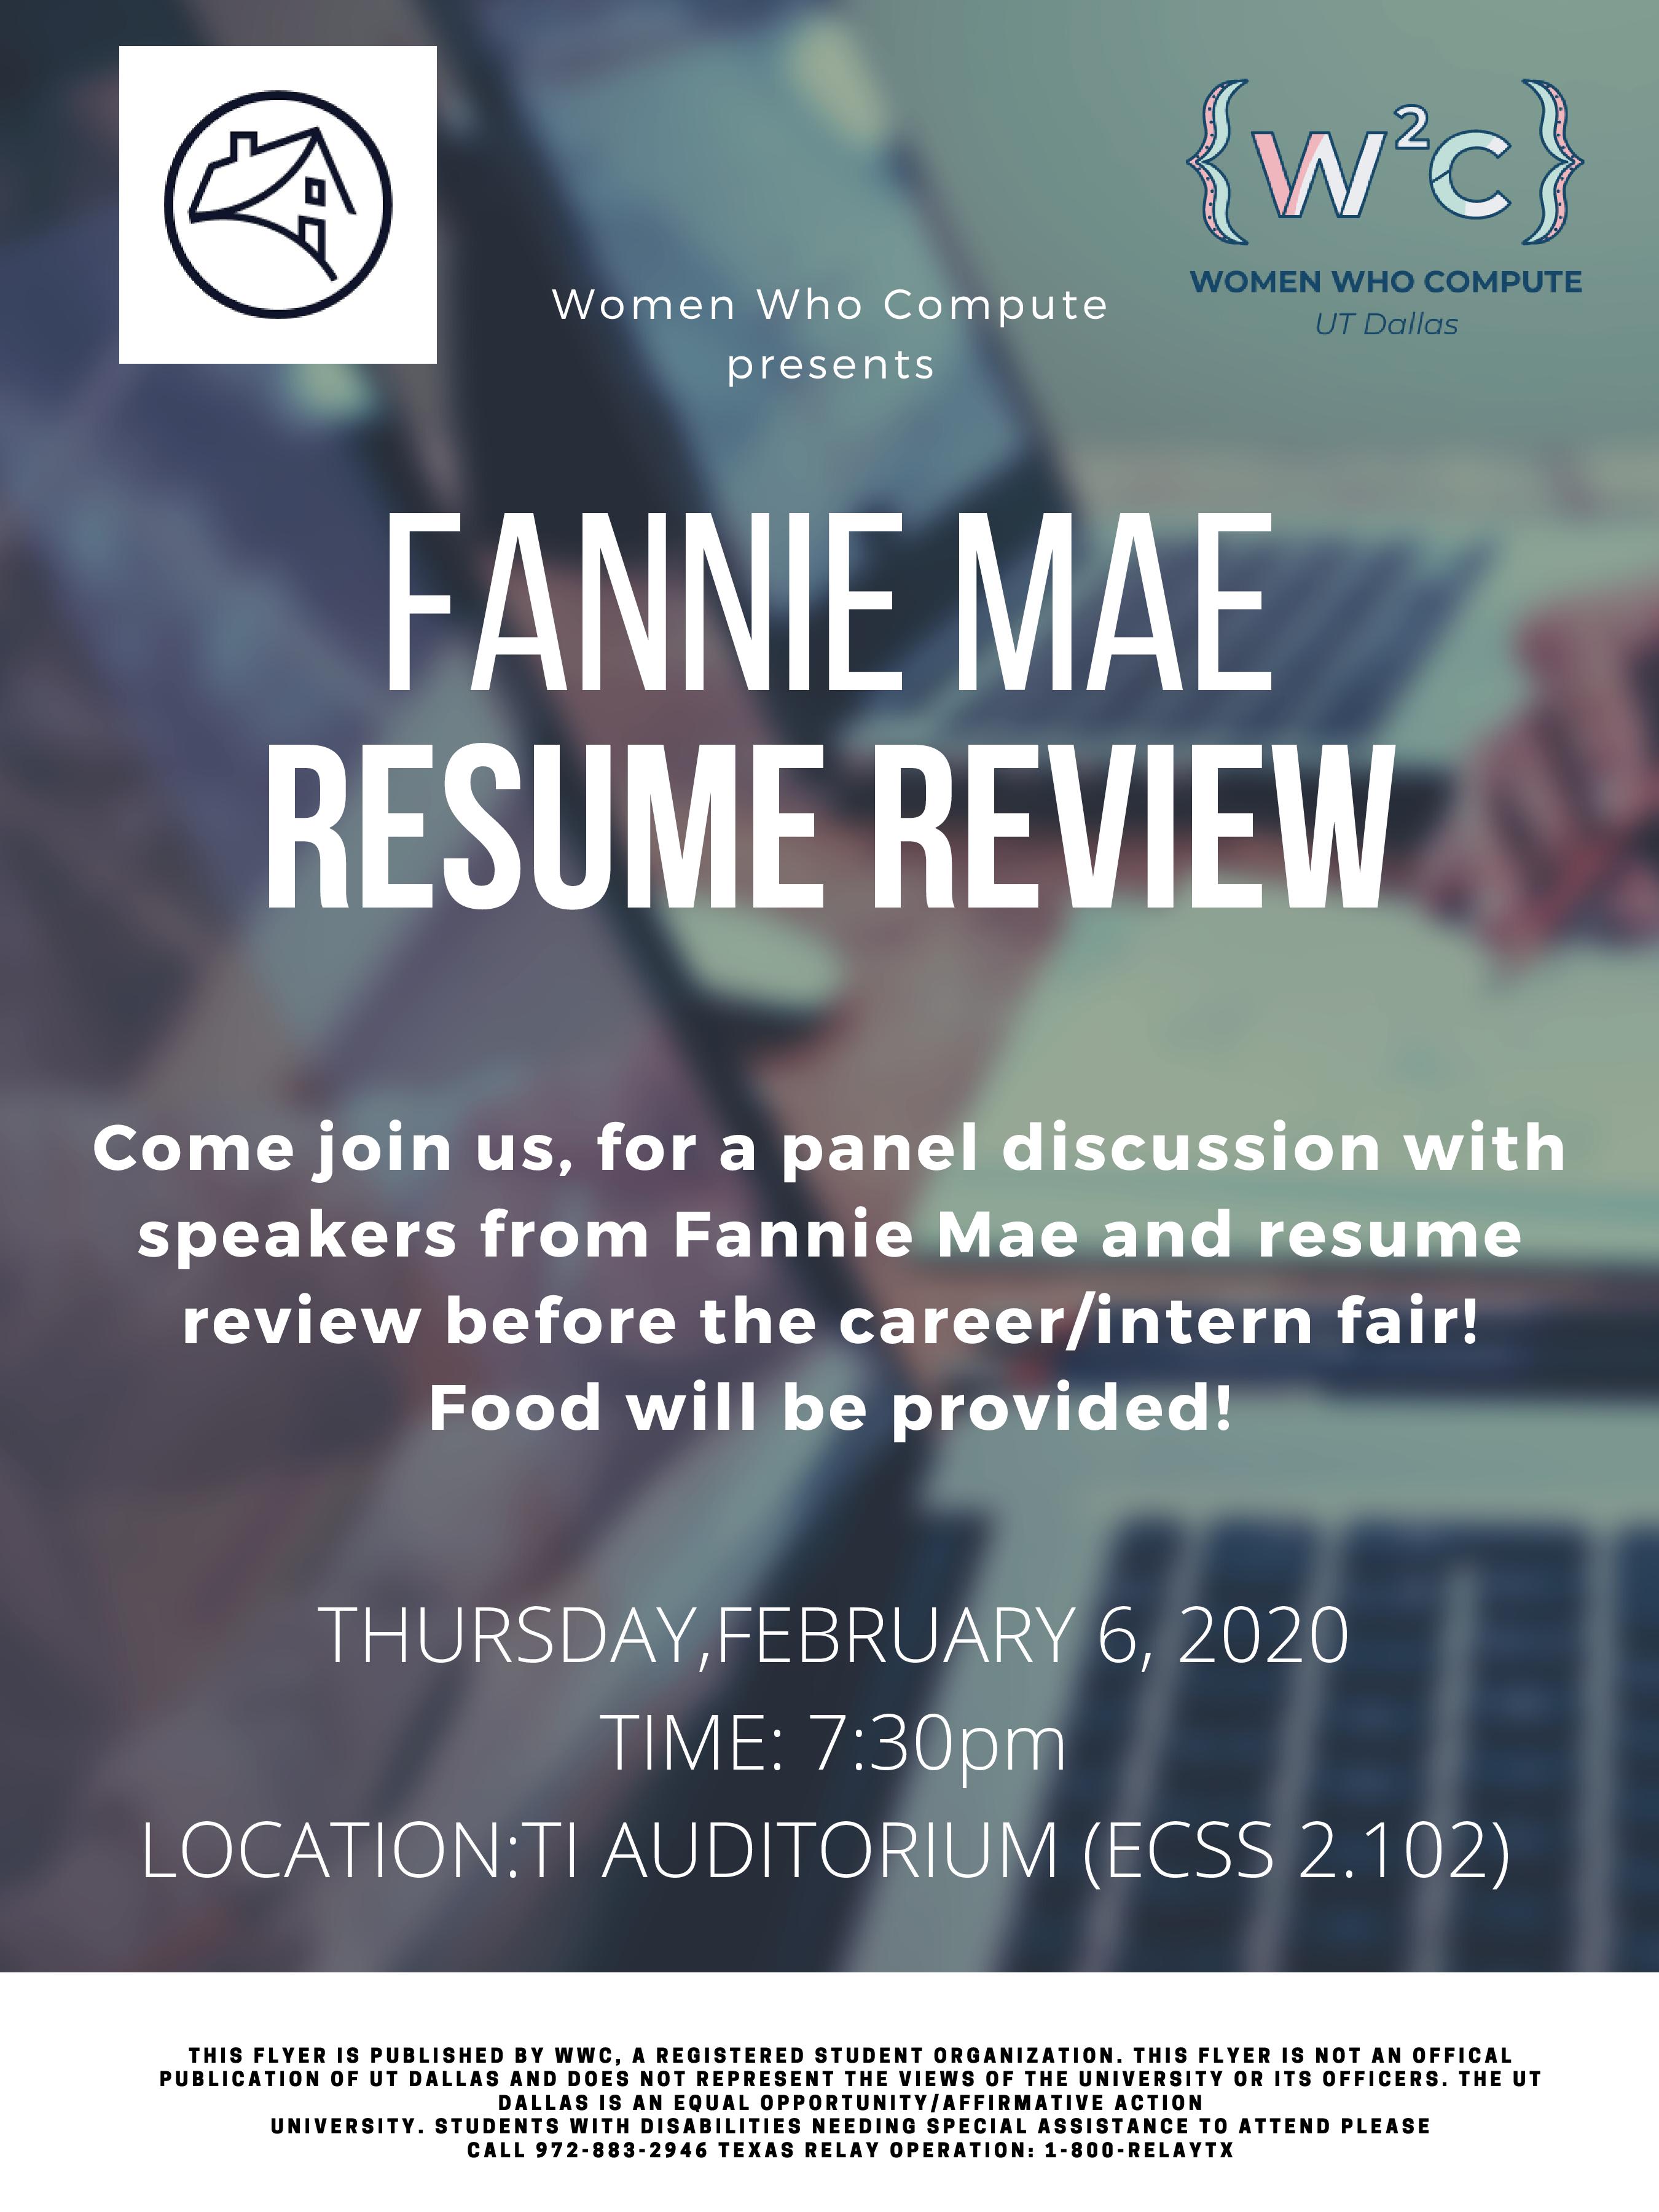 {W²C}
WOMEN WHO COMPUTE
UT Dallas
Women Who Compute
presents
FANNIE MAE
RESUME REVIEW
Come join us, for a panel discussion with
speakers from Fannie Mae and resume
review before the career/intern fair!
Food will be provided!
THURSDAY,FEBRUARY 6, 2020
TIME: 7:30pm
LOCATION:TI AUDITORIUM (ECSS 2.102)
THIS FLYER IS PUBLISHED BY WWC, A REGISTERED STUDENT ORGANIZATION. THIS FLYER IS NOT AN OFFICAL
PUBLICATION OF UT DALLAS AND DOES NOT REPRESENT THE VIEWS OF THE UNIVERSITY OR ITS OFFICERS. THE UT
DALLAS IS AN EQUAL OPPORTUNITY/AFFIRMATIVE ACTION
UNIVERSITY. STUDENTS WITH DISABILITIES NEEDING SPECIAL ASSISTANCE TO ATTEND PLEASE
CALL 972-883-2946 TEXAS RELAY OPERATION: 1-800-RELAYTX